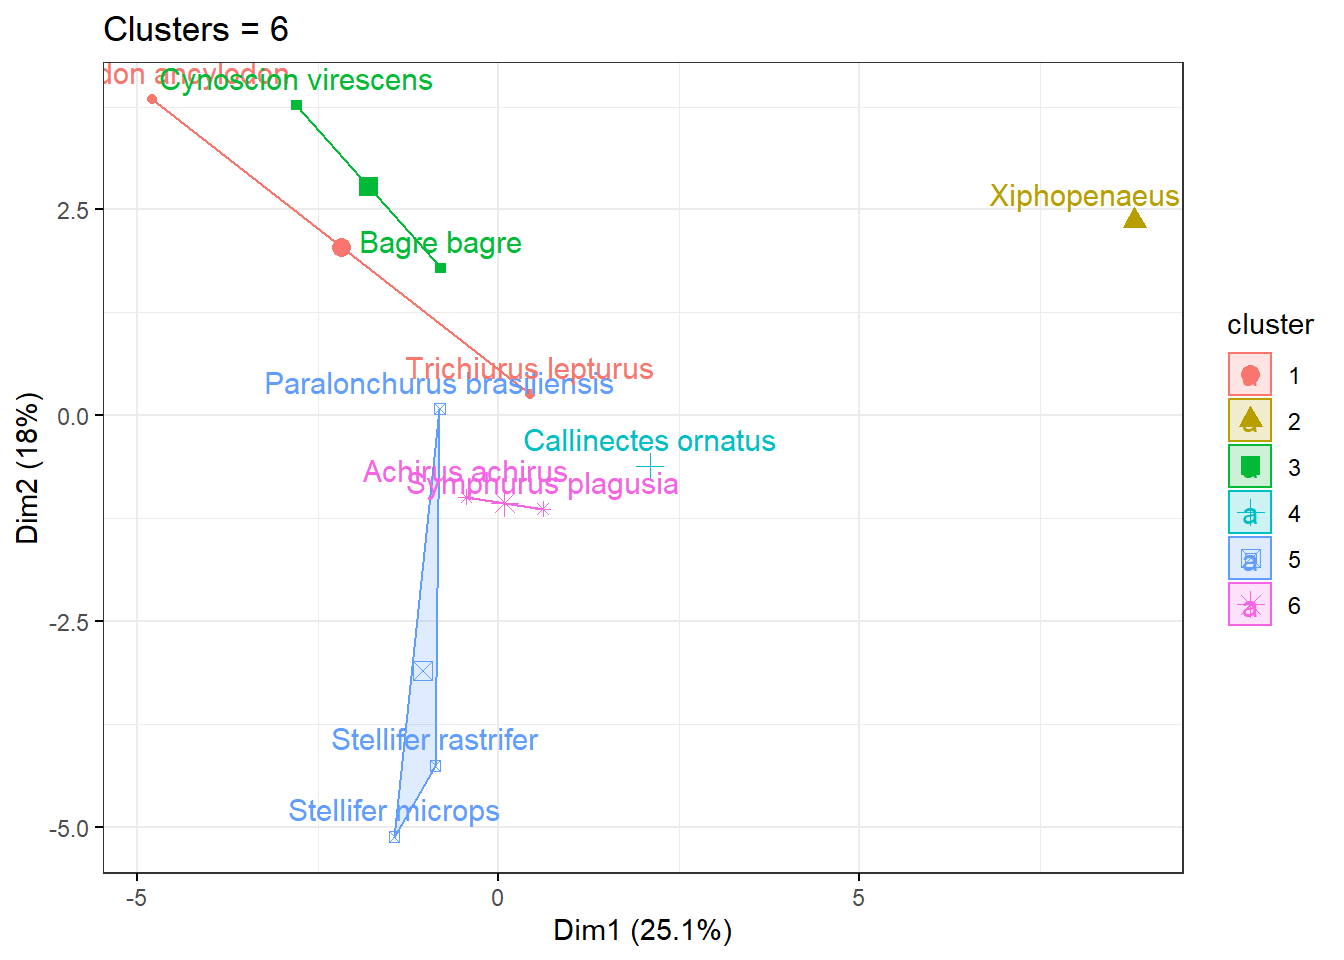 Clusters = 6
don ancylodon
Cynoscion virescens
Xiphopenaeus
Bagre bagre
Trichiurus lepturus
Paralonchurus brasiliensis
Callinectes ornatus
Achirus achirus
Symphurus plagusia
Stellifer rastrifer
Stellifer microps
2.5
0.0
-2.5
-5.0
-5
0
5
Dim1 (25.1%)
Dim2 (18%)
cluster
a 1
a 2
a 3
a 4
a 5
a 6